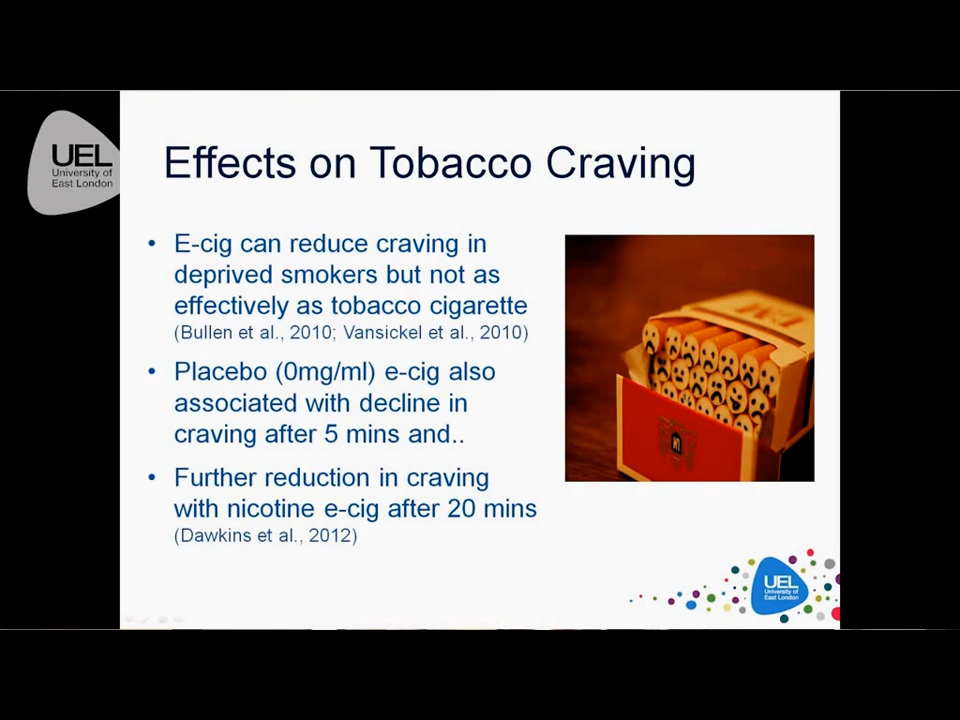 UEL
University of
East London
Effects on Tobacco Craving
• E-cig can reduce craving in
deprived smokers but not as
effectively as tobacco cigarette
(Bullen et al., 2010; Vansickel et al., 2010)
• Placebo (0mg/ml) e-cig also
associated with decline in
craving after 5 mins and..
• Further reduction in craving
with nicotine e-cig after 20 mins
(Dawkins et al., 2012)
UEL
University of
East London